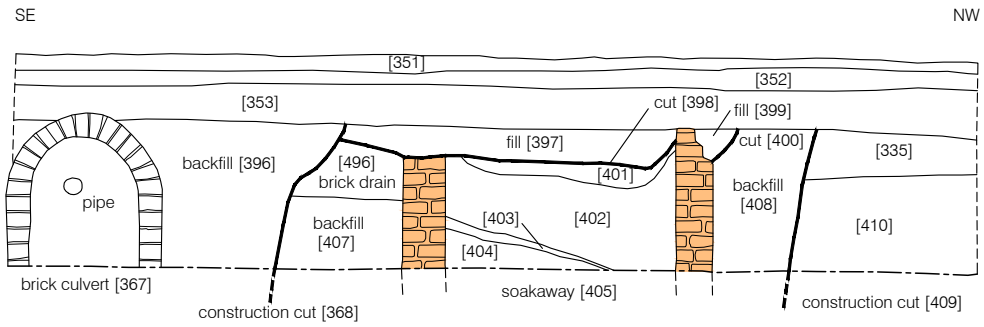 SE
NW
[351]
[352]
[353]
cut [398]
fill [399]
fill [397]
cut [400]
[335]
backfill [396]
[496]
brick drain
[401]
pipe
backfill
[408]
[402]
[403]
backfill
[407]
[404]
[410]
brick culvert [367]
soakaway [405]
construction cut [368]
construction cut [409]